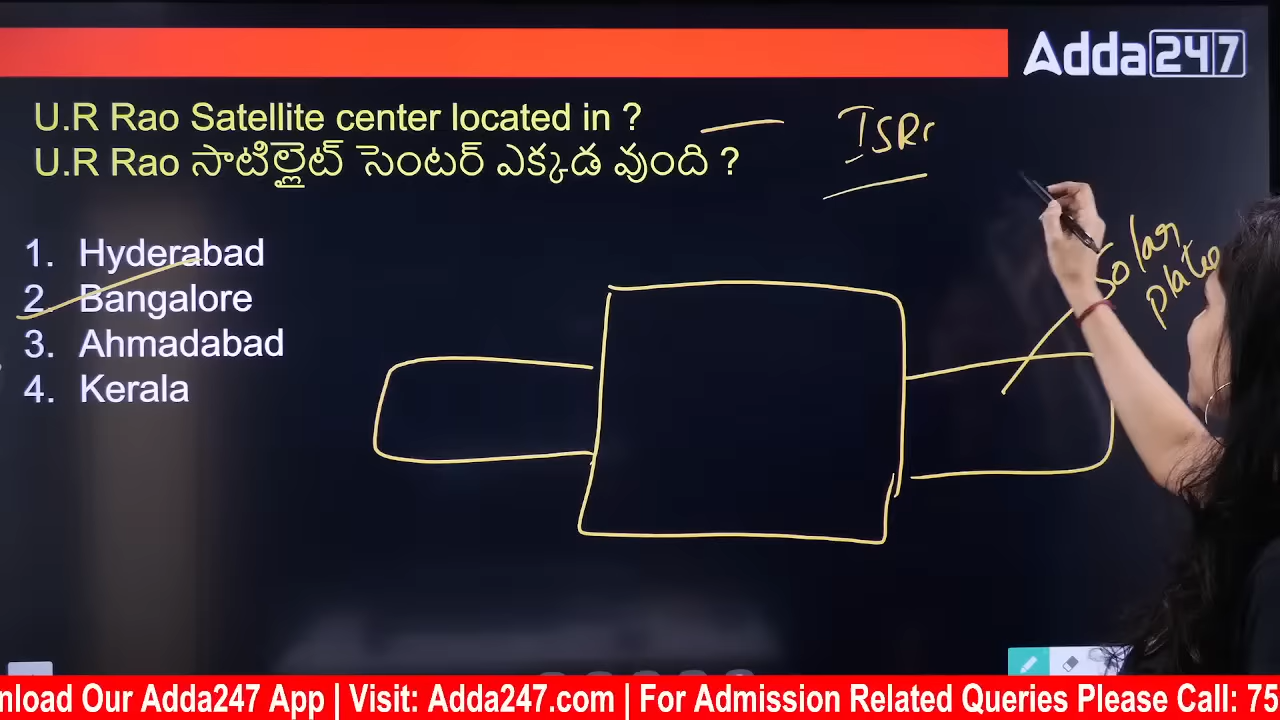 Adda247
U.R Rao Satellite center located in ?
U.R Rao సాటిల్లైట్ సెంటర్ ఎక్కడ వుంది ?
ISRr
1. Hyderabad
2. Bangalore
3. Ahmadabad
4. Kerala
Solar
plate
nload Our Adda247 App | Visit: Adda247.com | For Admission Related Queries Please Call: 75